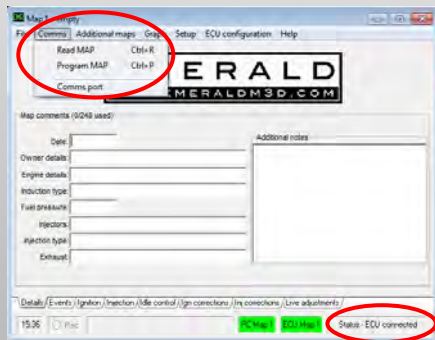 Map 1 - Empty
File Comms Additional maps Graph Setup ECU configuration Help
Read MAP Ctrl+R
Program MAP Ctrl+P
Comms port
ERALD
MERALDM3D.COM
Map comments (0/248 used)
Date:
Additional notes
Owner details:
Engine details:
Induction type:
Fuel pressure:
Injectors:
Injection type:
Exhaust:
Details Events Ignition Injection Idle control Ign corrections Inj corrections Live adjustments
15:36 Rec PC Map 1 ECU Map 1 Status - ECU connected